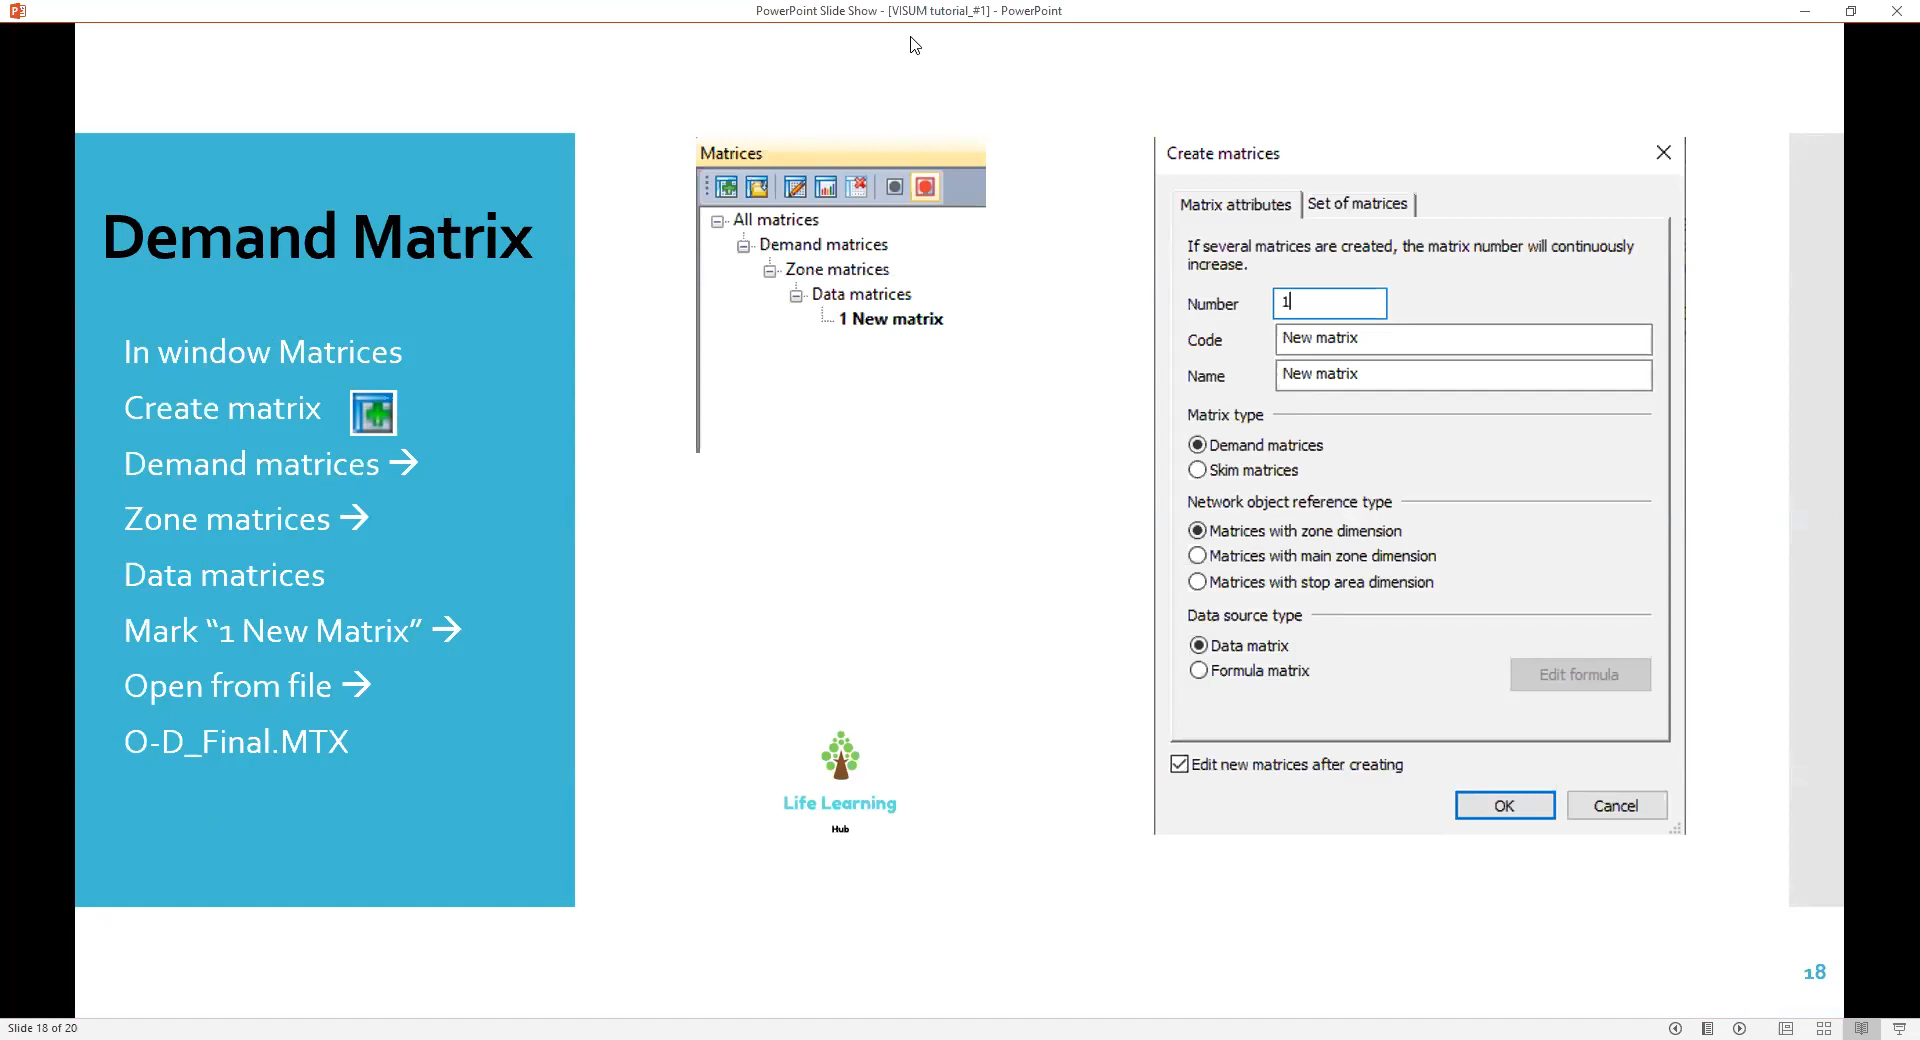 PowerPoint Slide Show - [VISUM tutorial_#1] - PowerPoint
Demand Matrix
In window Matrices
Create matrix
Demand matrices →
Zone matrices →
Data matrices
Mark “1 New Matrix” →
Open from file →
O-D_Final.MTX
Matrices
All matrices
Demand matrices
Zone matrices
Data matrices
1 New matrix
Life Learning
Hub
Create matrices
Matrix attributes
Set of matrices
If several matrices are created, the matrix number will continuously
increase.
Number
1
Code
New matrix
Name
New matrix
Matrix type
Demand matrices
Skim matrices
Network object reference type
Matrices with zone dimension
Matrices with main zone dimension
Matrices with stop area dimension
Data source type
Data matrix
Formula matrix
Edit formula
Edit new matrices after creating
OK
Cancel
18
Slide 18 of 20